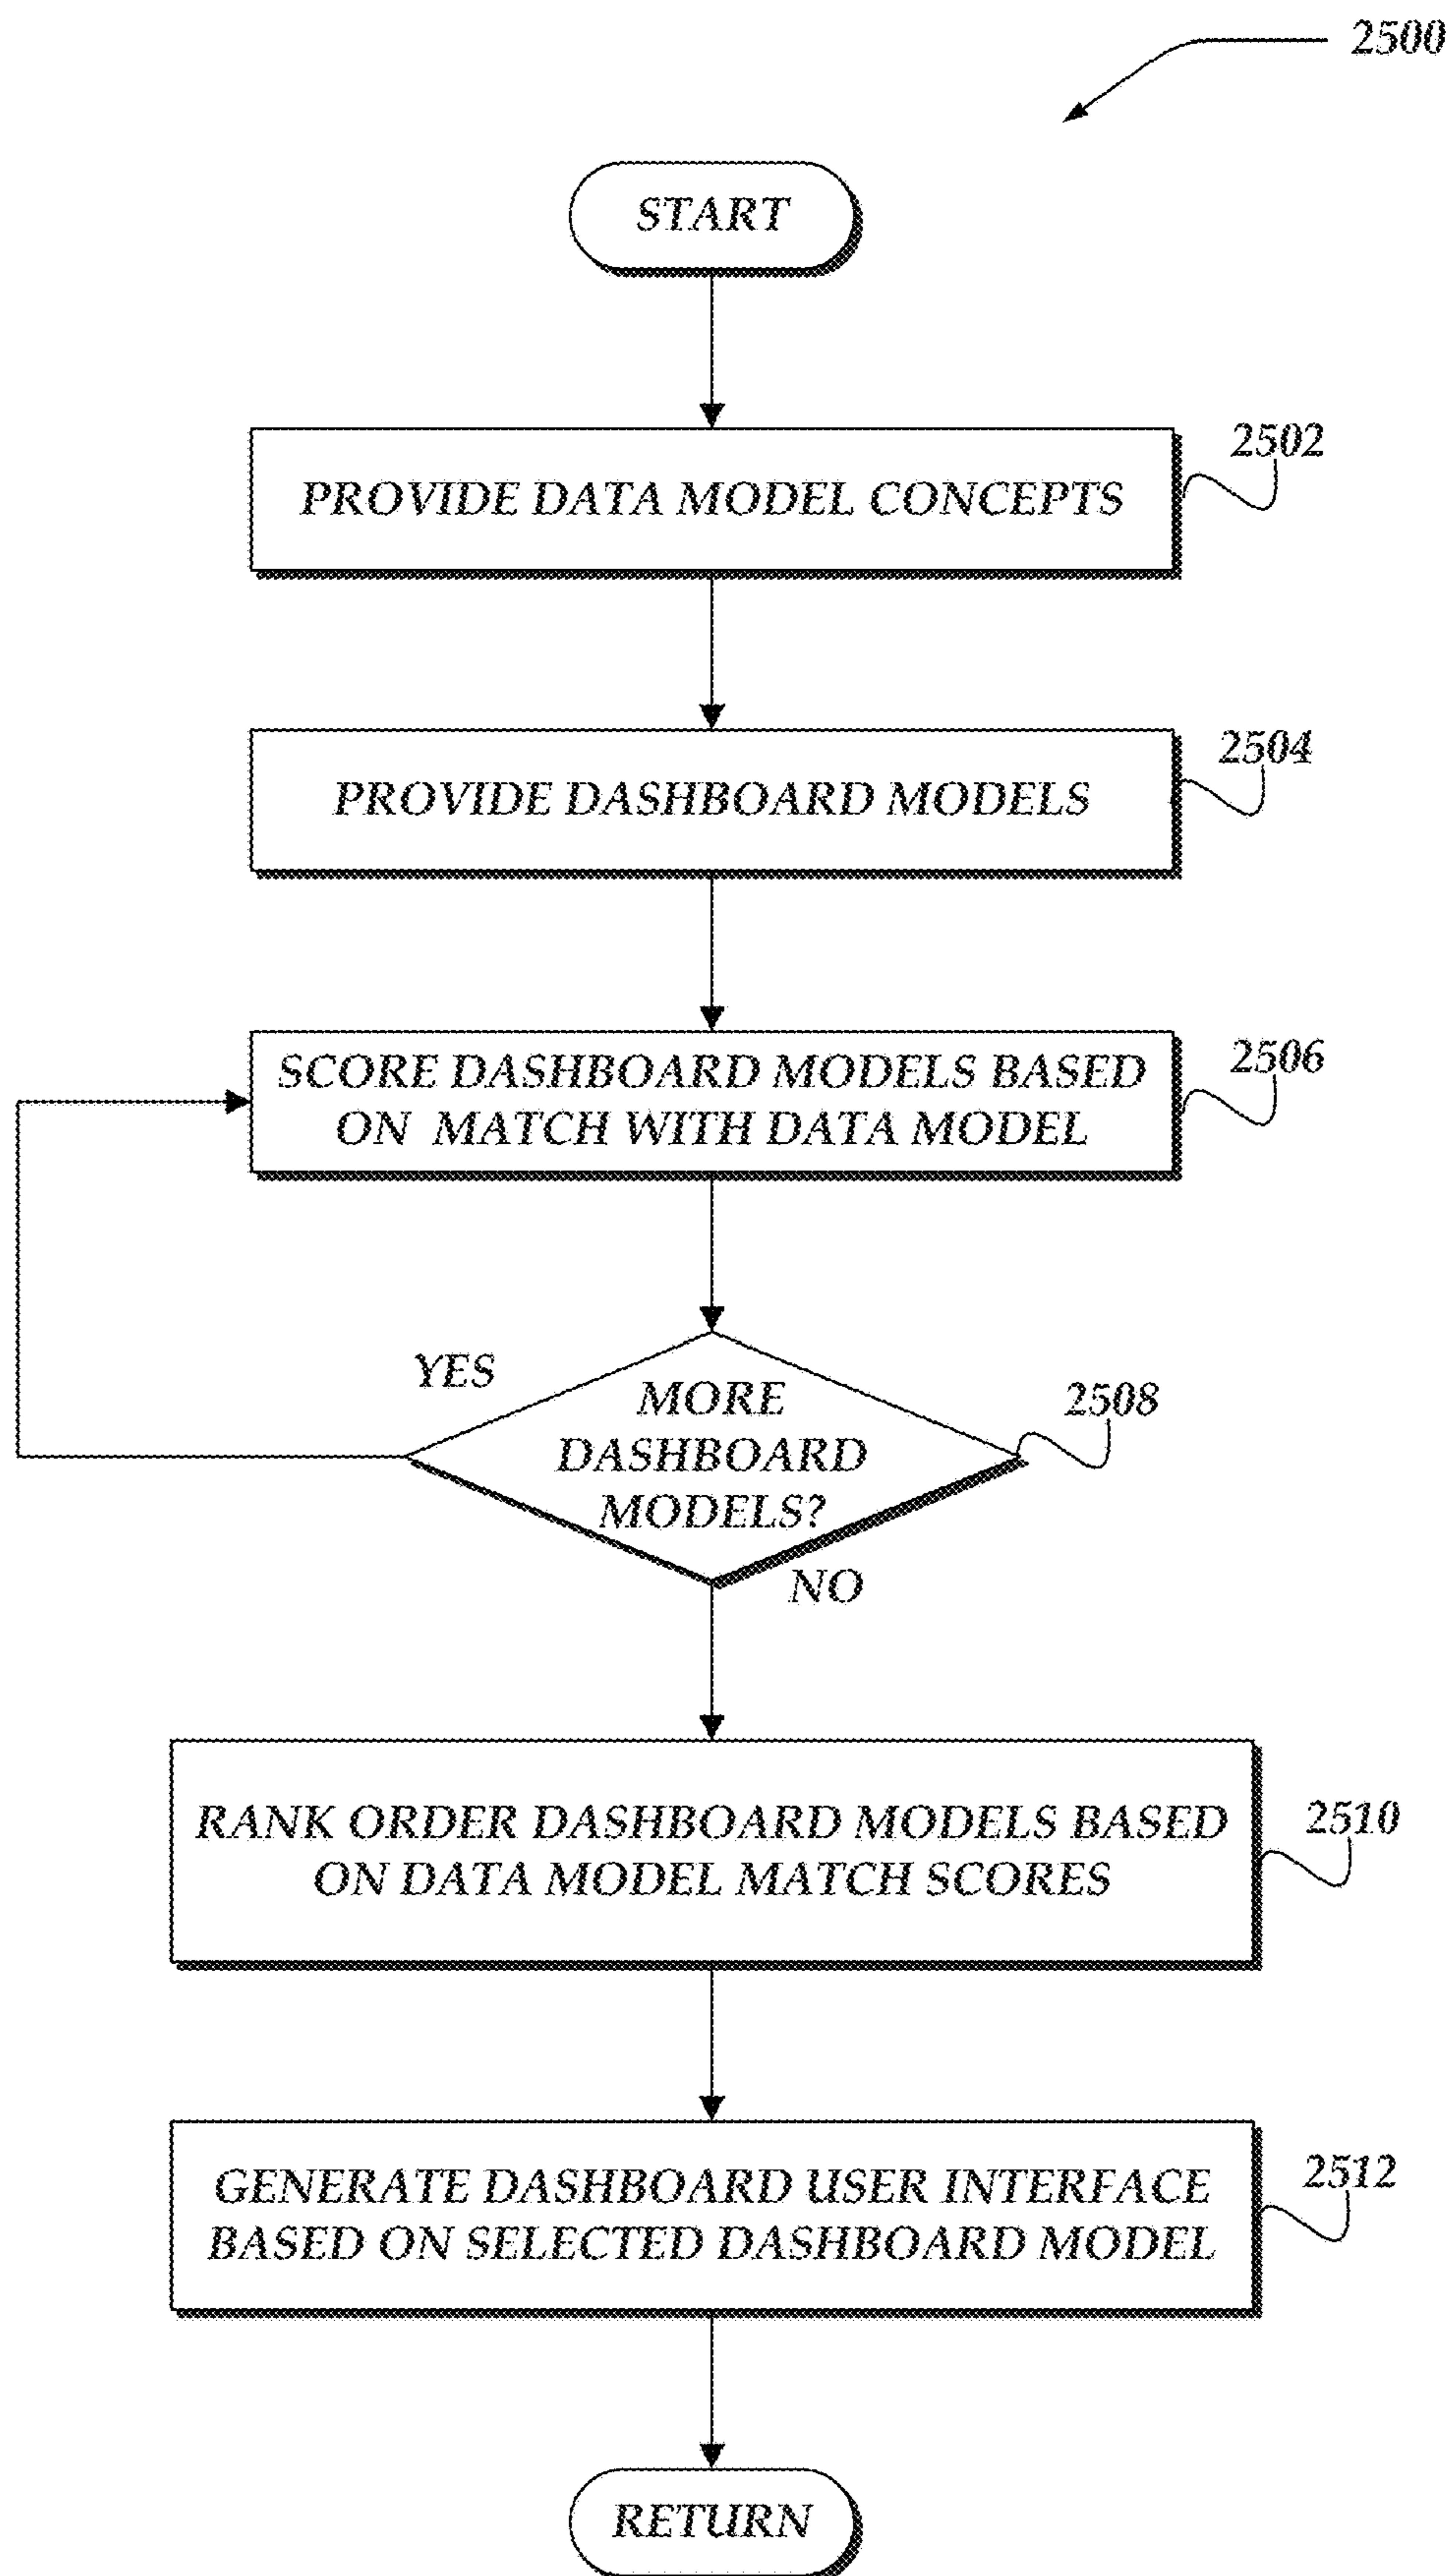 2500
START
PROVIDE DATA MODEL CONCEPTS
2502
PROVIDE DASHBOARD MODELS
2504
SCORE DASHBOARD MODELS BASED
ON MATCH WITH DATA MODEL
2506
YES
MORE
DASHBOARD
MODELS?
2508
NO
RANK ORDER DASHBOARD MODELS BASED
ON DATA MODEL MATCH SCORES
2510
GENERATE DASHBOARD USER INTERFACE
BASED ON SELECTED DASHBOARD MODEL
2512
RETURN